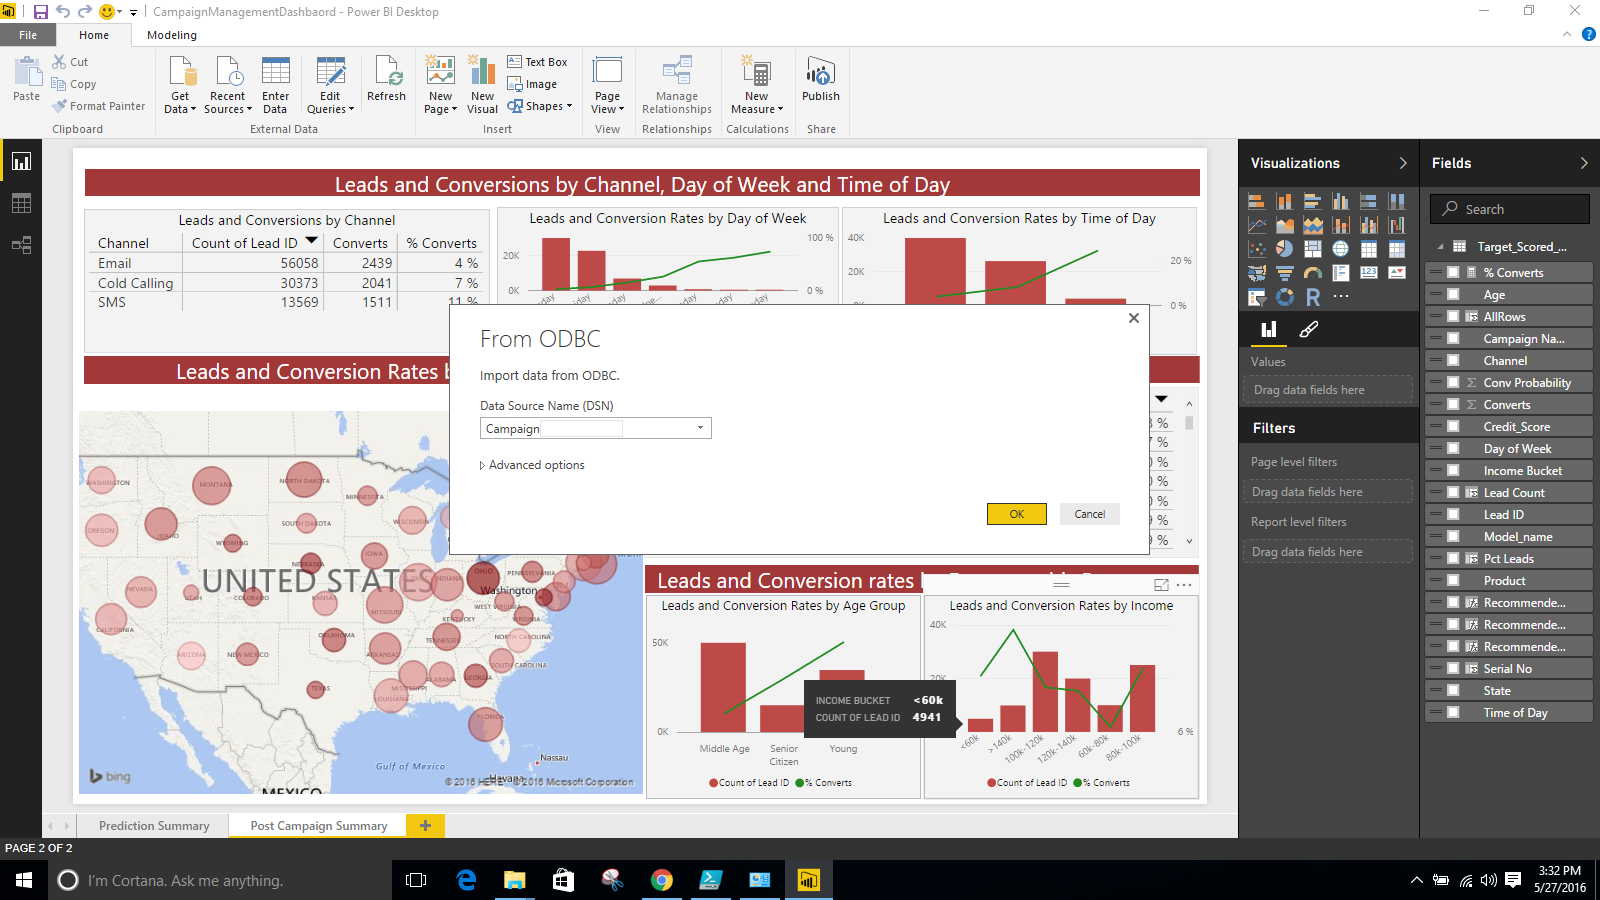 CampaignManagementDashbaord - Power BI Desktop
File
Home
Modeling
Paste
Cut
Copy
Format Painter
Clipboard
Get Data
Recent Sources
Enter Data
Edit Queries
Refresh
External Data
New Page
New Visual
Text Box
Image
Shapes
Insert
Page View
View
Manage Relationships
Relationships
New Measure
Calculations
Publish
Share
Leads and Conversions by Channel, Day of Week and Time of Day
Leads and Conversions by Channel
Channel Count of Lead ID Converts % Converts
Email 56058 2439 4 %
Cold Calling 30373 2041 7 %
SMS 13569 1511 11 %
Leads and Conversion Rates by Day of Week
20K
0K
100 %
0 %
Leads and Conversion Rates by Time of Day
40K
20K
20 %
0 %
Leads and Conversion Rates
From ODBC
Import data from ODBC.
Data Source Name (DSN)
Campaign
Advanced options
OK
Cancel
WASHINGTON
MONTANA
NORTH DAKOTA
MINNESOTA
OREGON
IDAHO
SOUTH DAKOTA
WISCONSIN
WYOMING
IOWA
NEBRASKA
UNITED STATES
NEVADA
UTAH
COLORADO
KANSAS
MISSOURI
INDIANA
OHIO
PENNSYLVANIA
Washington
WEST VIRGINIA
VIRGINIA
KENTUCKY
CALIFORNIA
OKLAHOMA
ARKANSAS
TENNESSEE
NORTH CAROLINA
ARIZONA
NEW MEXICO
SOUTH CAROLINA
TEXAS
MISSISSIPPI
ALABAMA
GEORGIA
LOUISIANA
FLORIDA
Gulf of Mexico
Nassau
Havana
MEXICO
bing
© 2016 HERE © 2016 Microsoft Corporation
Leads and Conversion rates
Leads and Conversion Rates by Age Group
50K
0K
Middle Age
Senior Citizen
Young
Count of Lead ID % Converts
INCOME BUCKET <60k
COUNT OF LEAD ID 4941
Leads and Conversion Rates by Income
40K
20K
6 %
<60k
>140k
100k-120k
120k-140k
60k-80k
80k-100k
Count of Lead ID % Converts
Visualizations
Values
Drag data fields here
Filters
Page level filters
Drag data fields here
Report level filters
Drag data fields here
Fields
Search
Target_Scored_...
% Converts
Age
AllRows
Campaign Na...
Channel
Conv Probability
Converts
Credit_Score
Day of Week
Income Bucket
Lead Count
Lead ID
Model_name
Pct Leads
Product
Recommende...
Recommende...
Recommende...
Serial No
State
Time of Day
Prediction Summary
Post Campaign Summary
PAGE 2 OF 2
I'm Cortana. Ask me anything.
3:32 PM
5/27/2016